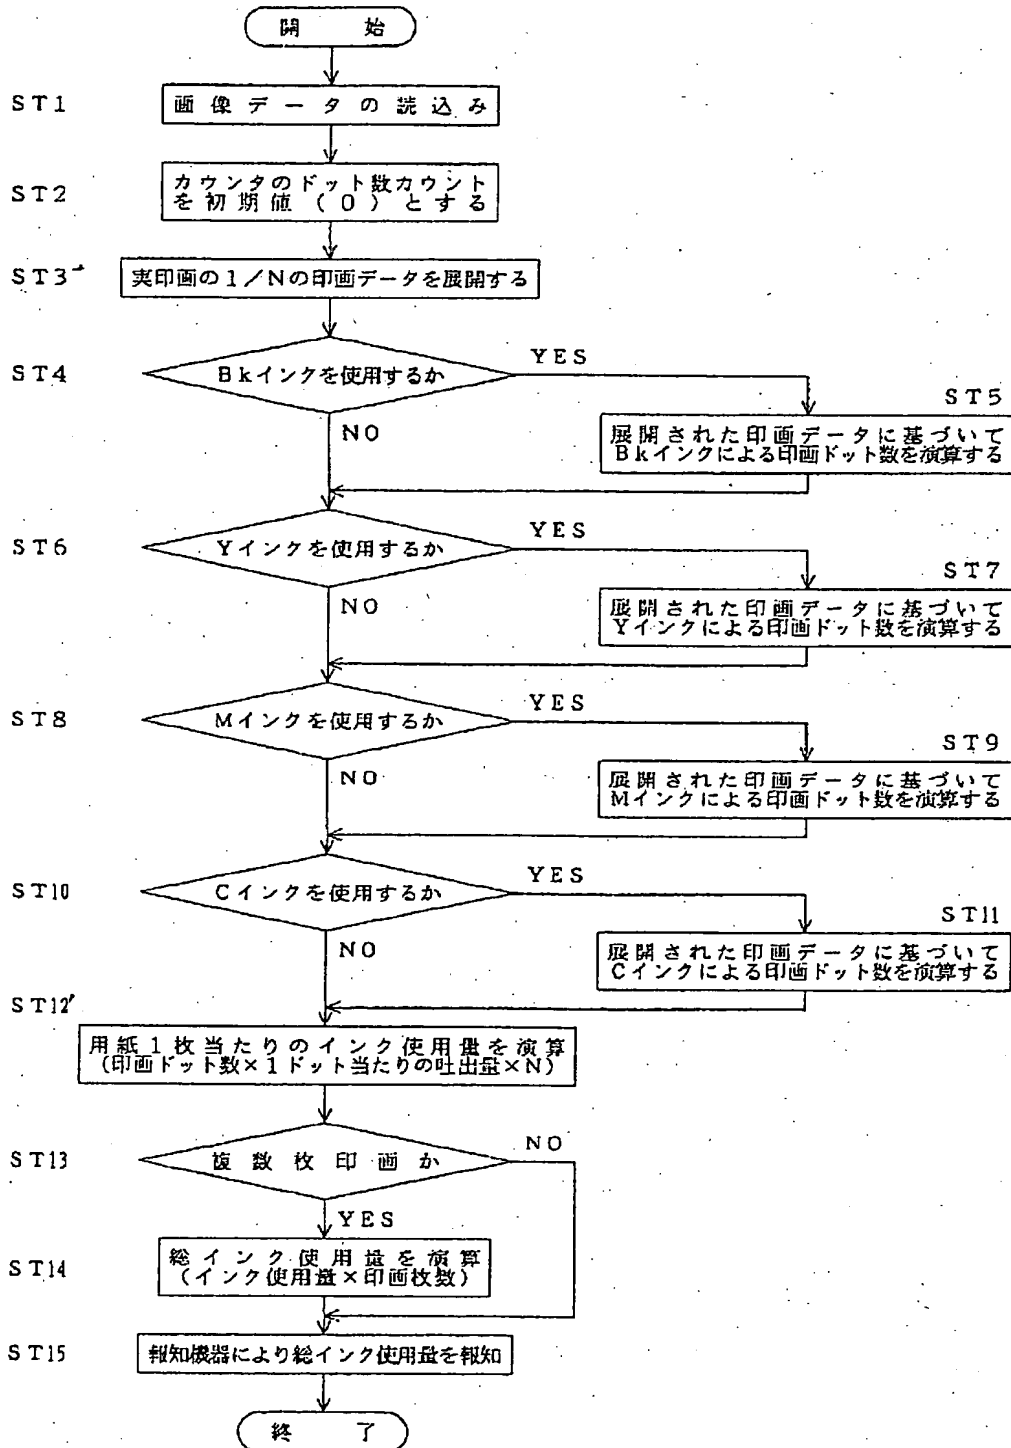 開 始
ST1
画像データの読込み
ST2
カウンタのドット数カウント
を初期値(0)とする
ST3
実印画の1/Nの印画データを展開する
ST4
Bkインクを使用するか
YES
NO
ST5
展開された印画データに基づいて
Bkインクによる印画ドット数を演算する
ST6
Yインクを使用するか
YES
NO
ST7
展開された印画データに基づいて
Yインクによる印画ドット数を演算する
ST8
Mインクを使用するか
YES
NO
ST9
展開された印画データに基づいて
Mインクによる印画ドット数を演算する
ST10
Cインクを使用するか
YES
NO
ST11
展開された印画データに基づいて
Cインクによる印画ドット数を演算する
ST12'
用紙1枚当たりのインク使用量を演算
(印画ドット数×1ドット当たりの吐出量×N)
ST13
複数枚印画か
NO
YES
ST14
総インク使用量を演算
(インク使用量×印画枚数)
ST15
報知機器により総インク使用量を報知
終 了